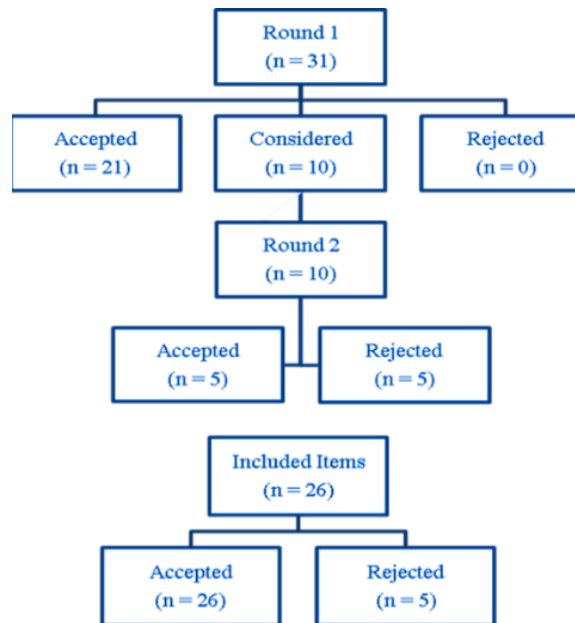 Round 1
(n = 31)
Accepted
(n = 21)
Considered
(n = 10)
Rejected
(n = 0)
Round 2
(n = 10)
Accepted
(n = 5)
Rejected
(n = 5)
Included Items
(n = 26)
Accepted
(n = 26)
Rejected
(n = 5)